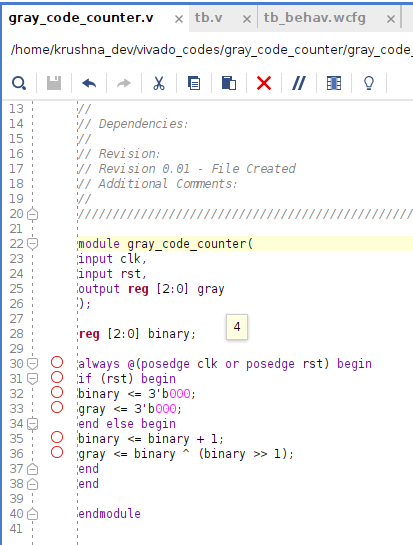 gray_code_counter.v × tb.v × tb_behav.wcfg ×
/home/krushna_dev/vivado_codes/gray_code_counter/gray_code_
13 //
14 // Dependencies:
15 //
16 // Revision:
17 // Revision 0.01 - File Created
18 // Additional Comments:
19 //
20 ////////////////////////////////////////////////
21
22 module gray_code_counter(
23 input clk,
24 input rst,
25 output reg [2:0] gray
26 );
27
4
28 reg [2:0] binary;
29
30 always @(posedge clk or posedge rst) begin
31 if (rst) begin
32 binary <= 3'b000;
33 gray <= 3'b000;
34 end else begin
35 binary <= binary + 1;
36 gray <= binary ^ (binary >> 1);
37 end
38 end
39
40 endmodule
41